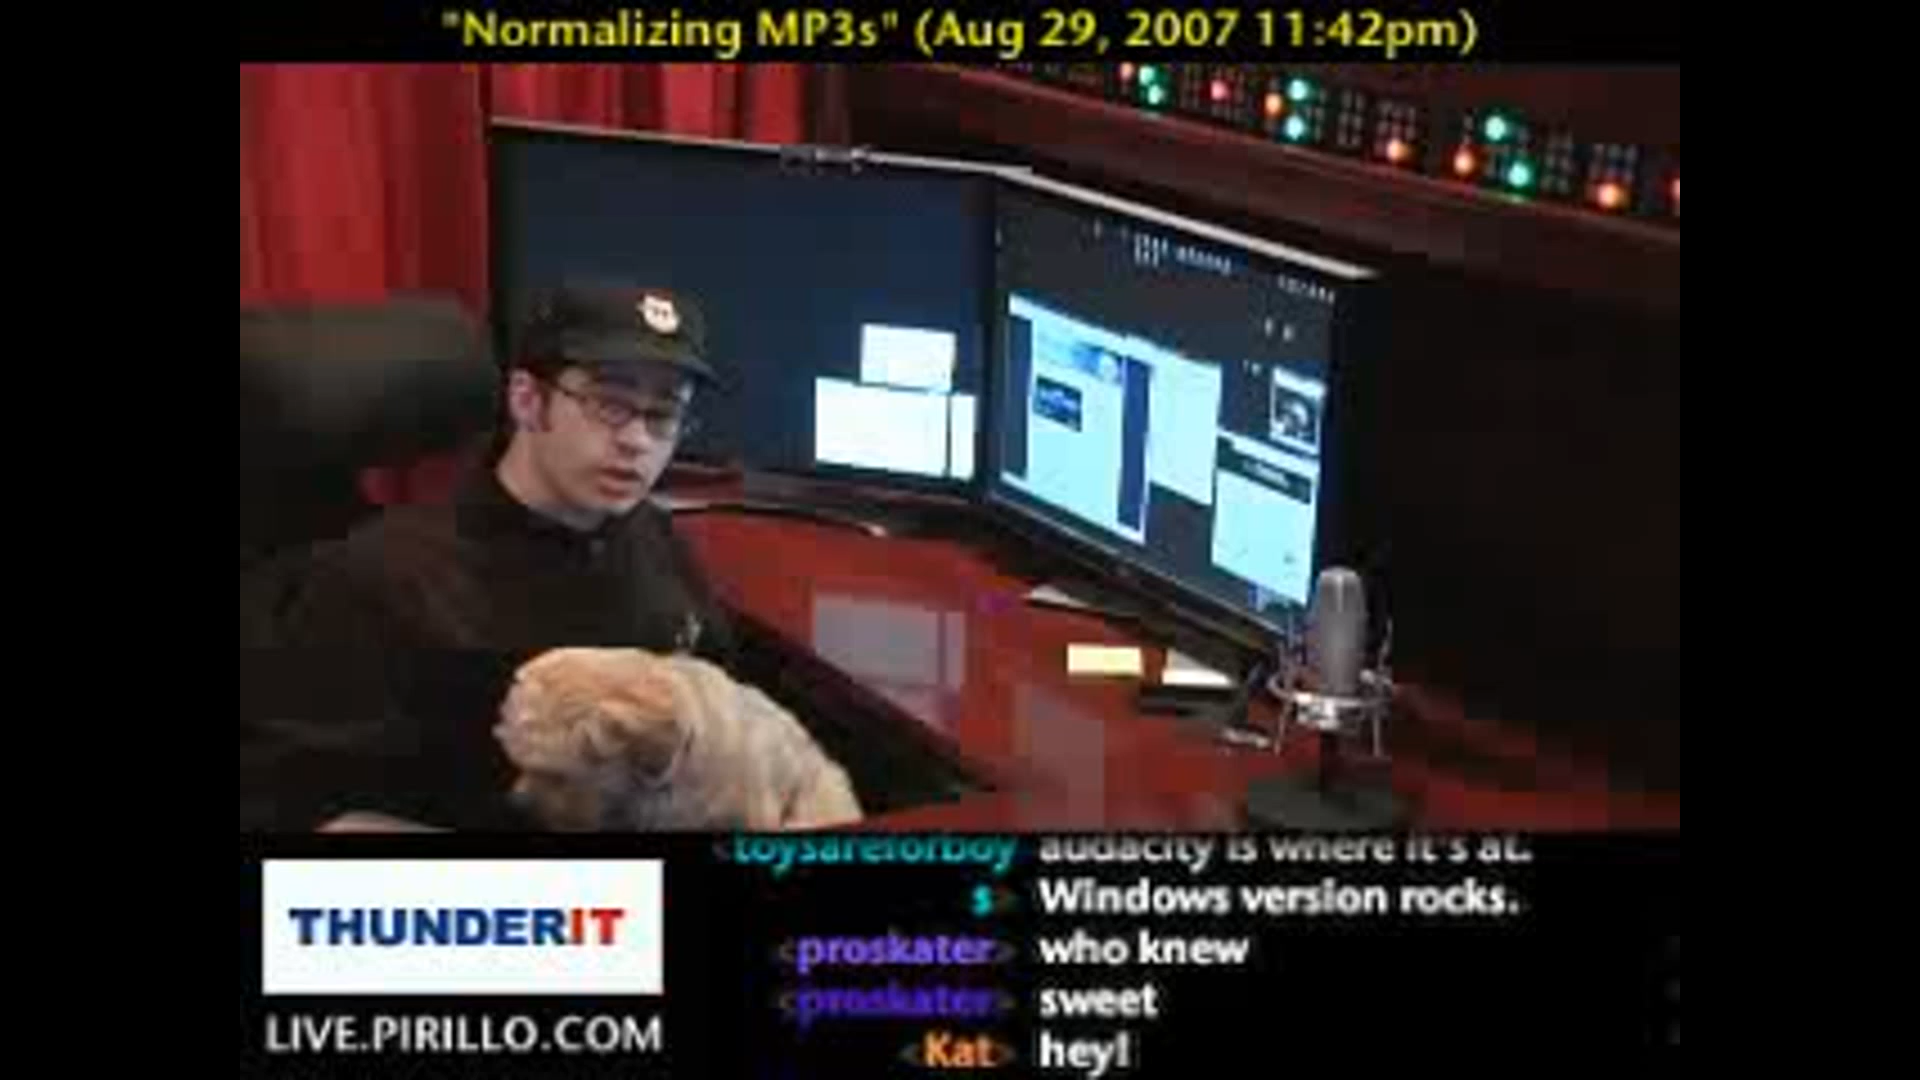 "Normalizing MP3s" (Aug 29, 2007 11:42pm)
<toysareforboy audacity is where it's at.
s> Windows version rocks.
<proskater> who knew
<proskater> sweet
<Kat> hey!
THUNDERIT
LIVE.PIRILLO.COM